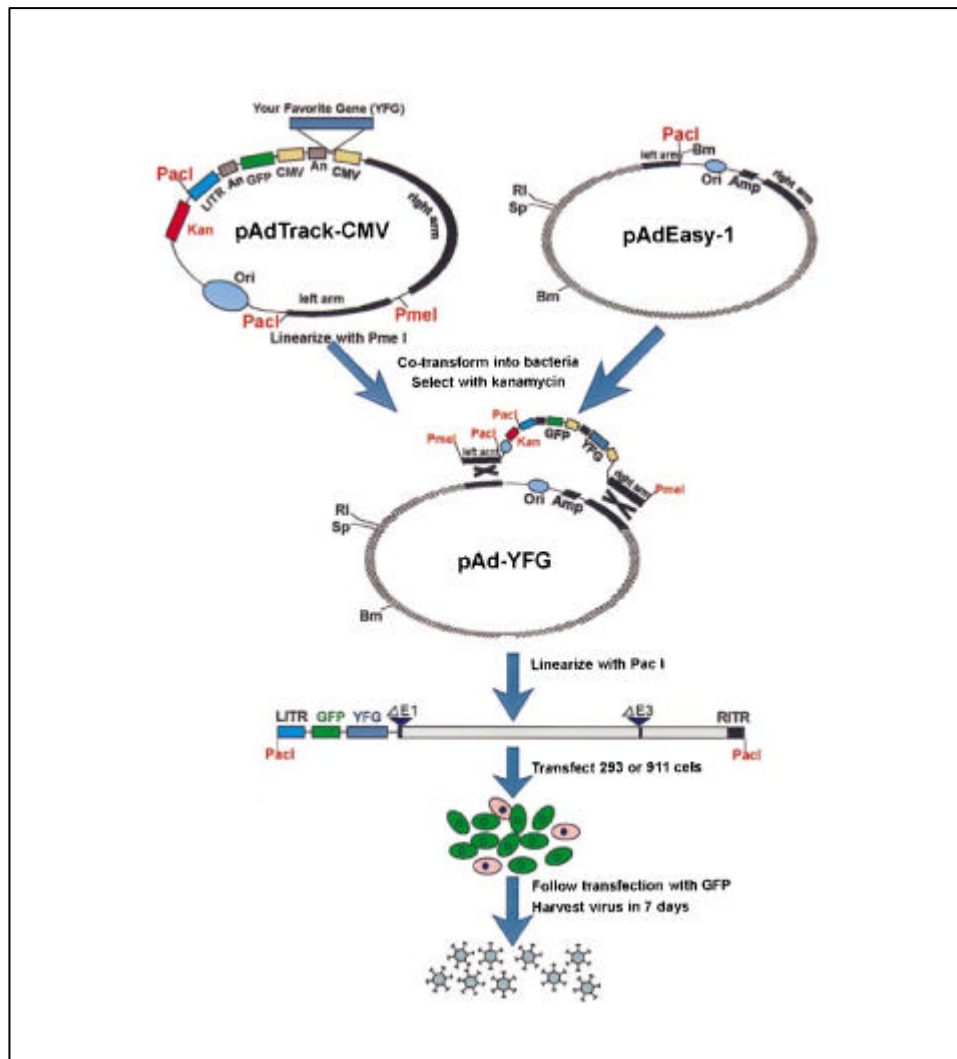 Your Favorite Gene (YFG)
PacI
LITR
An
GFP
CMV
An
CMV
right arm
Kan
pAdTrack-CMV
Ori
left arm
PacI
PmeI
Linearize with Pme I
PacI
left arm
Bm
Ori
Amp
right arm
RI
Sp
pAdEasy-1
Bm
Co-transform into bacteria
Select with kanamycin
PmeI
PacI
PacI
left arm
Kan
GFP
YFG
right arm
PmeI
Ori
Amp
RI
Sp
pAd-YFG
Bm
Linearize with Pac I
LITR GFP YFG △E1 △E3 RITR
PacI PacI
Transfect 293 or 911 cells
Follow transfection with GFP
Harvest virus in 7 days